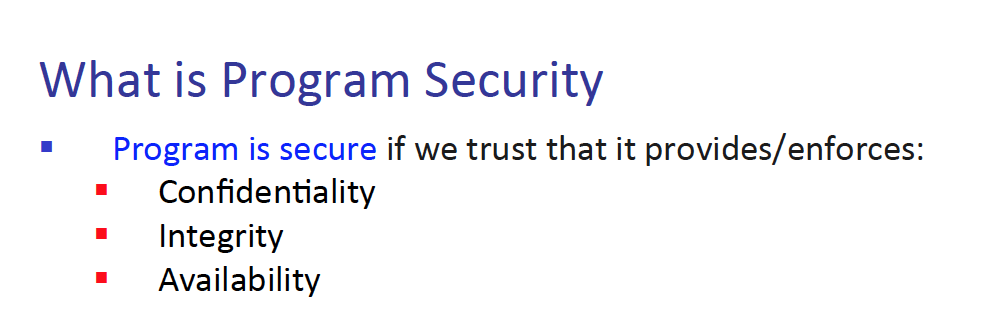 What is Program Security
Program is secure if we trust that it provides/enforces:
Confidentiality
Integrity
Availability